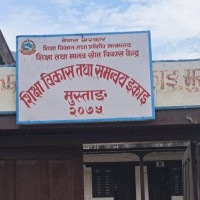 नेपाल सरकार
शिक्षा विज्ञान तथा प्रविधि मन्त्रालय
शिक्षा तथा मानव स्रोत विकास केन्द्र
शिक्षा विकास तथा समन्वय इकाइ
मुस्ताङ
२०७५